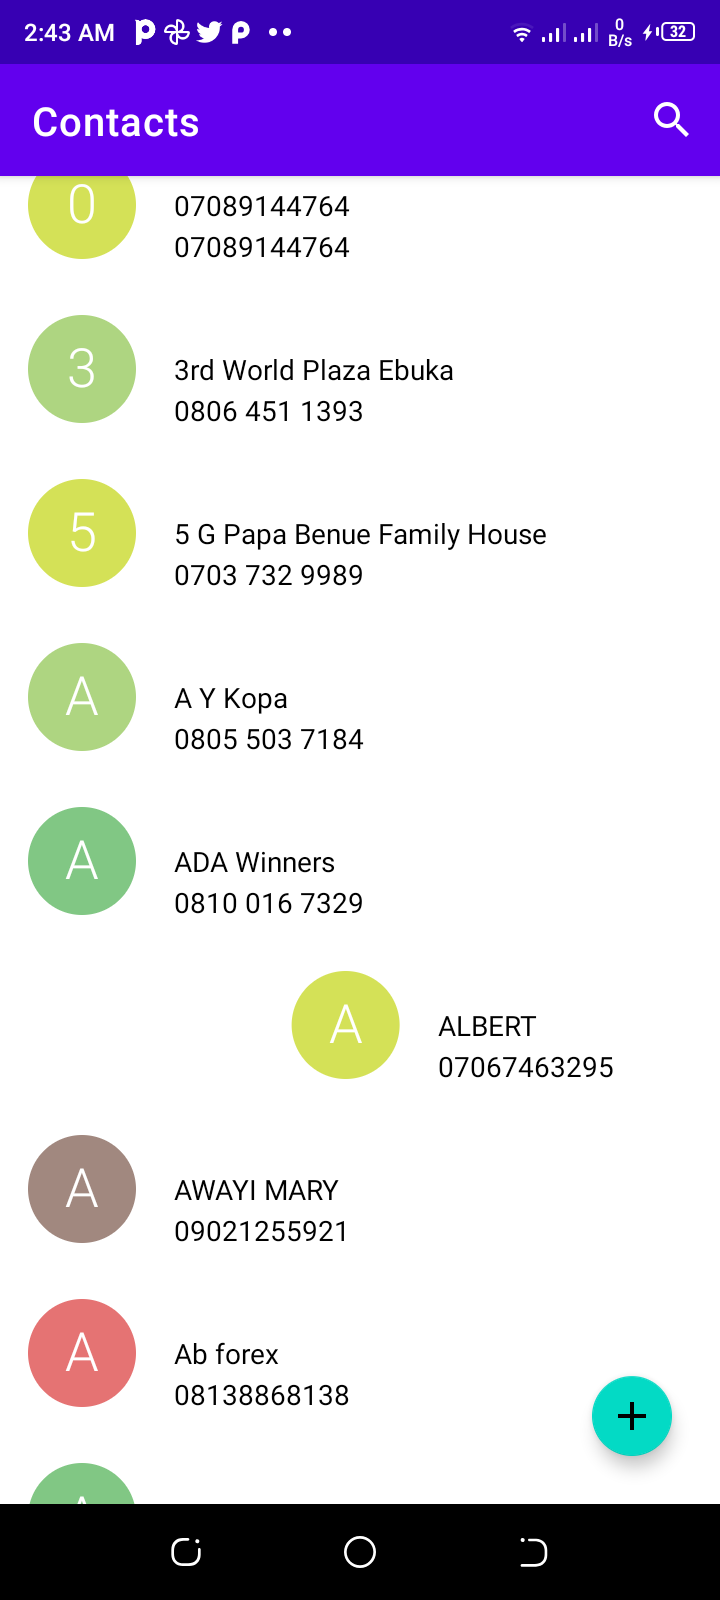 2:43 AM 0 B/s 32
Contacts
0 07089144764
07089144764
3 3rd World Plaza Ebuka
0806 451 1393
5 5 G Papa Benue Family House
0703 732 9989
A A Y Kopa
0805 503 7184
A ADA Winners
0810 016 7329
A ALBERT
07067463295
A AWAYI MARY
09021255921
A Ab forex
08138868138